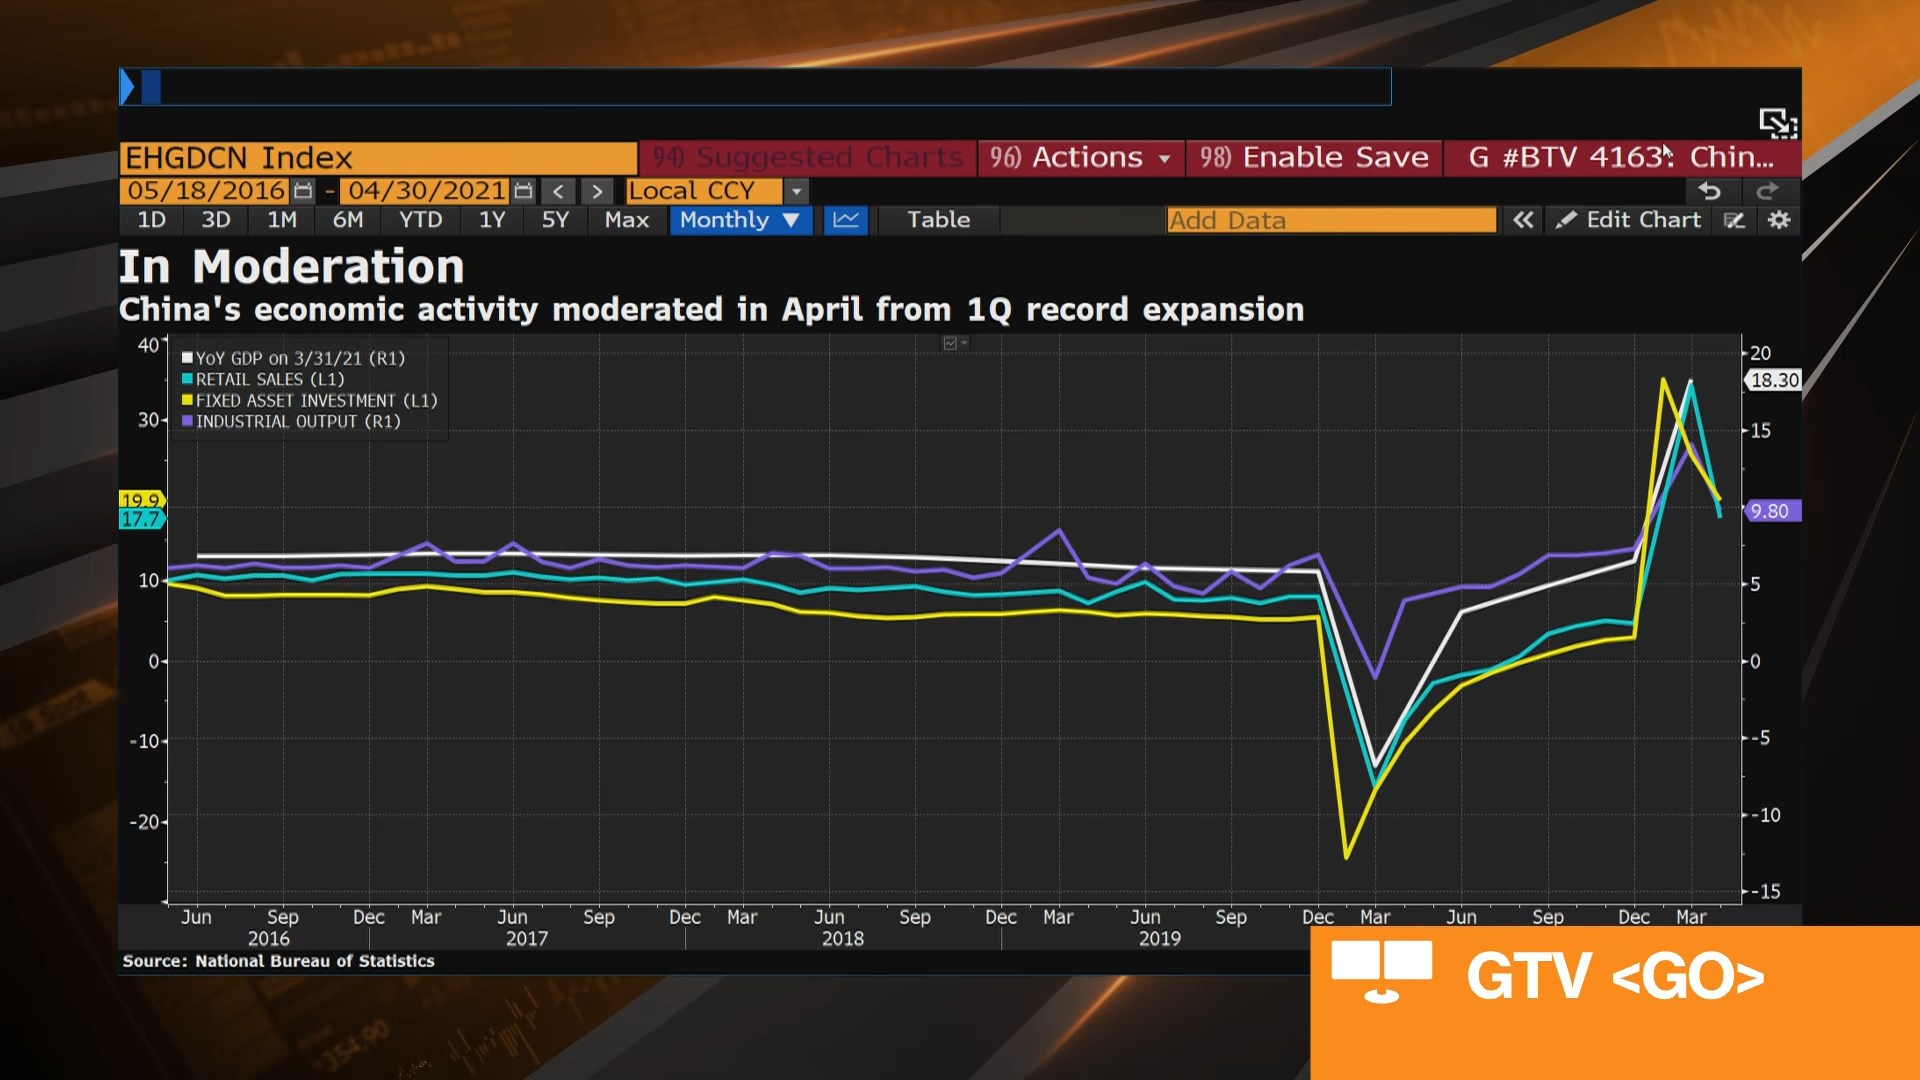 EHGDCN Index 94) Suggested Charts 96) Actions 98) Enable Save G #BTV 4163: Chin...
05/18/2016 - 04/30/2021 < > Local CCY
1D 3D 1M 6M YTD 1Y 5Y Max Monthly Table Add Data Edit Chart
In Moderation
China's economic activity moderated in April from 1Q record expansion
YoY GDP on 3/31/21 (R1)
RETAIL SALES (L1)
FIXED ASSET INVESTMENT (L1)
INDUSTRIAL OUTPUT (R1)
40
30
19.9
17.7
10
0
-10
-20
20
18.30
15
9.80
5
0
-5
-10
-15
Jun Sep Dec Mar Jun Sep Dec Mar Jun Sep Dec Mar Jun Sep Dec Mar Jun Sep Dec Mar
2016 2017 2018 2019
Source: National Bureau of Statistics
GTV <GO>
354.90